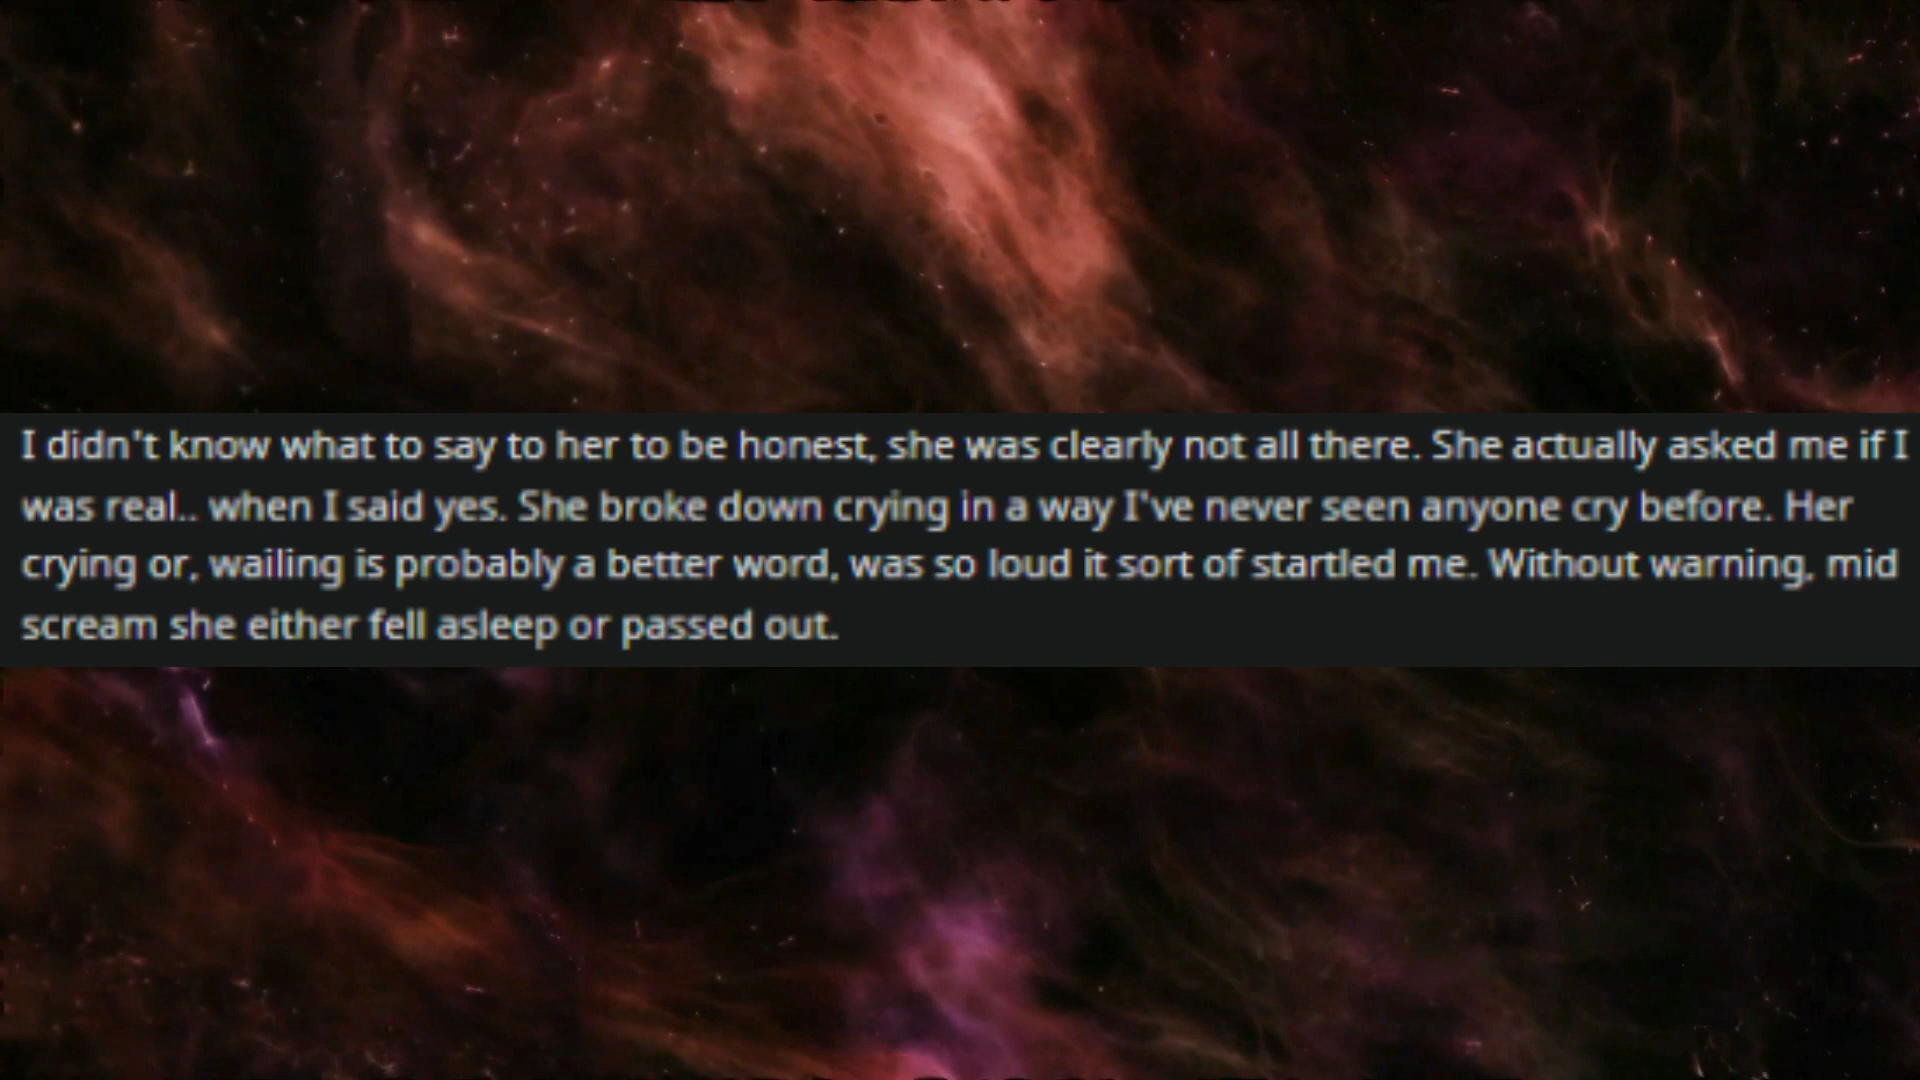 I didn't know what to say to her to be honest, she was clearly not all there. She actually asked me if I
was real.. when I said yes. She broke down crying in a way I've never seen anyone cry before. Her
crying or, wailing is probably a better word, was so loud it sort of startled me. Without warning, mid
scream she either fell asleep or passed out.